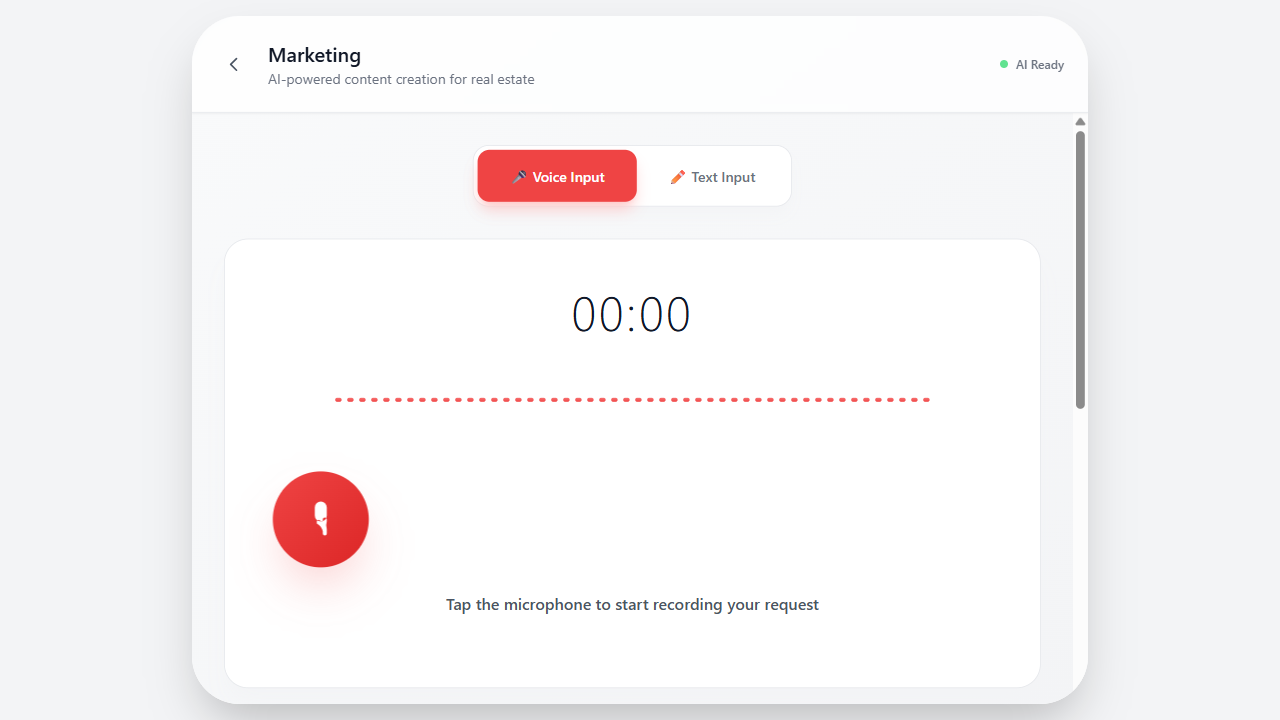 Marketing
AI-powered content creation for real estate
AI Ready
Voice Input
Text Input
00:00
Tap the microphone to start recording your request